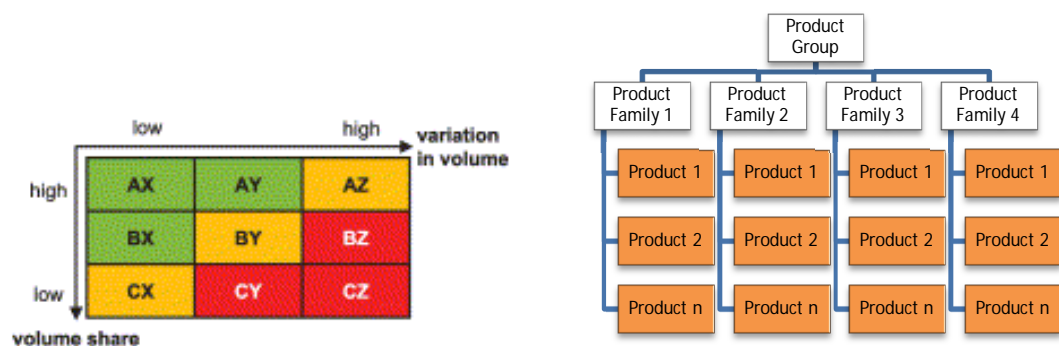 low
high
variation
in volume
high
AX
AY
AZ
BX
BY
BZ
low
CX
CY
CZ
volume share
Product
Group
Product
Family 1
Product
Family 2
Product
Family 3
Product
Family 4
Product 1
Product 1
Product 1
Product 1
Product 2
Product 2
Product 2
Product 2
Product n
Product n
Product n
Product n